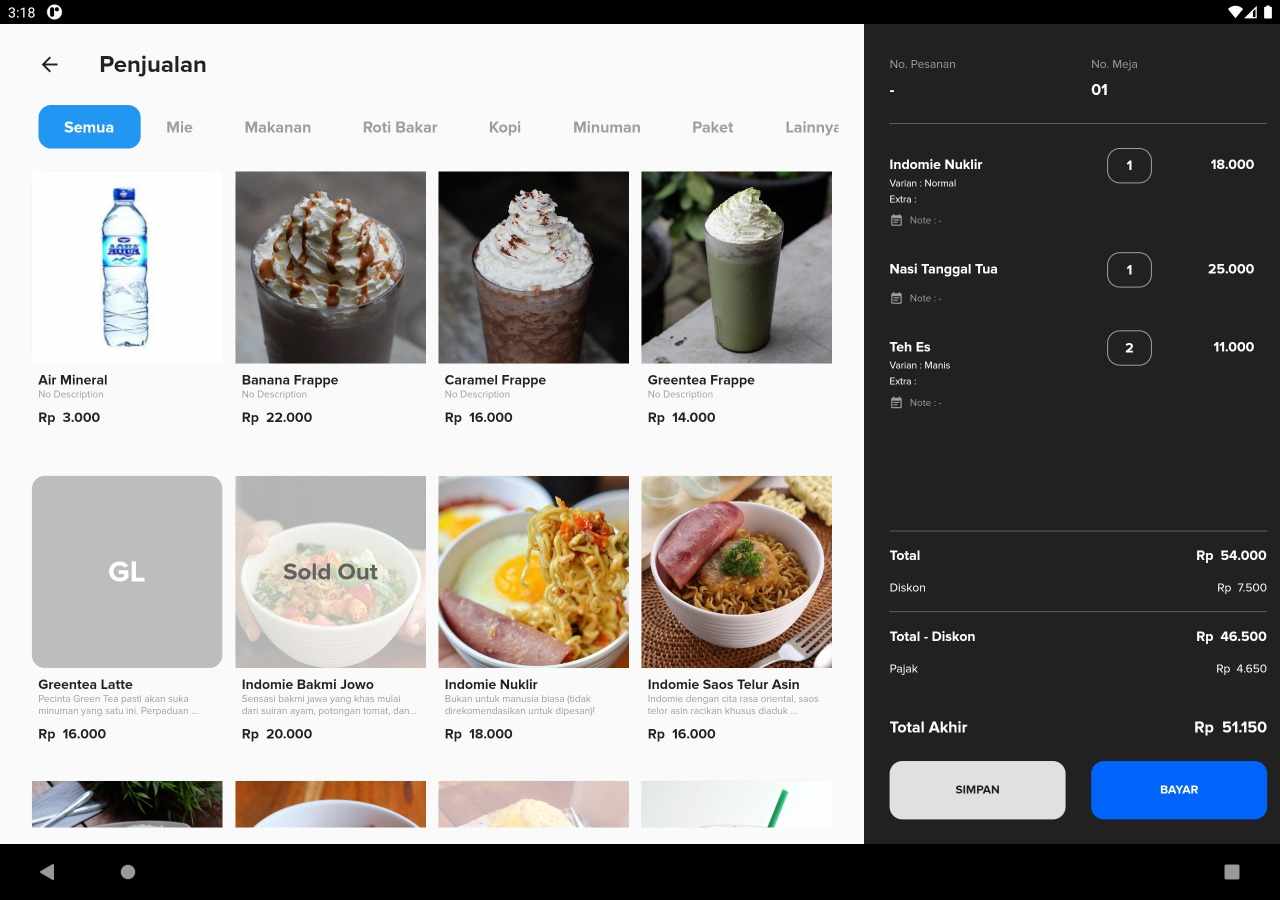 3:18
Penjualan
Semua Mie Makanan Roti Bakar Kopi Minuman Paket Lainnya
AQUA
Air Mineral
No Description
Rp 3.000
Banana Frappe
No Description
Rp 22.000
Caramel Frappe
No Description
Rp 16.000
Greentea Frappe
No Description
Rp 14.000
GL
Greentea Latte
Pecinta Green Tea pasti akan suka
minuman yang satu ini. Perpaduan ...
Rp 16.000
Sold Out
Indomie Bakmi Jowo
Sensasi bakmi jawa yang khas mulai
dari suiran ayam, potongan tomat, dan...
Rp 20.000
Indomie Nuklir
Bukan untuk manusia biasa (tidak
direkomendasikan untuk dipesan)!
Rp 18.000
Indomie Saos Telur Asin
Indomie dengan cita rasa oriental, saos
telor asin racikan khusus diaduk ...
Rp 16.000
No. Pesanan No. Meja
- 01
Indomie Nuklir 1 18.000
Varian : Normal
Extra :
Note : -
Nasi Tanggal Tua 1 25.000
Note : -
Teh Es 2 11.000
Varian : Manis
Extra :
Note : -
Total Rp 54.000
Diskon Rp 7.500
Total - Diskon Rp 46.500
Pajak Rp 4.650
Total Akhir Rp 51.150
SIMPAN BAYAR